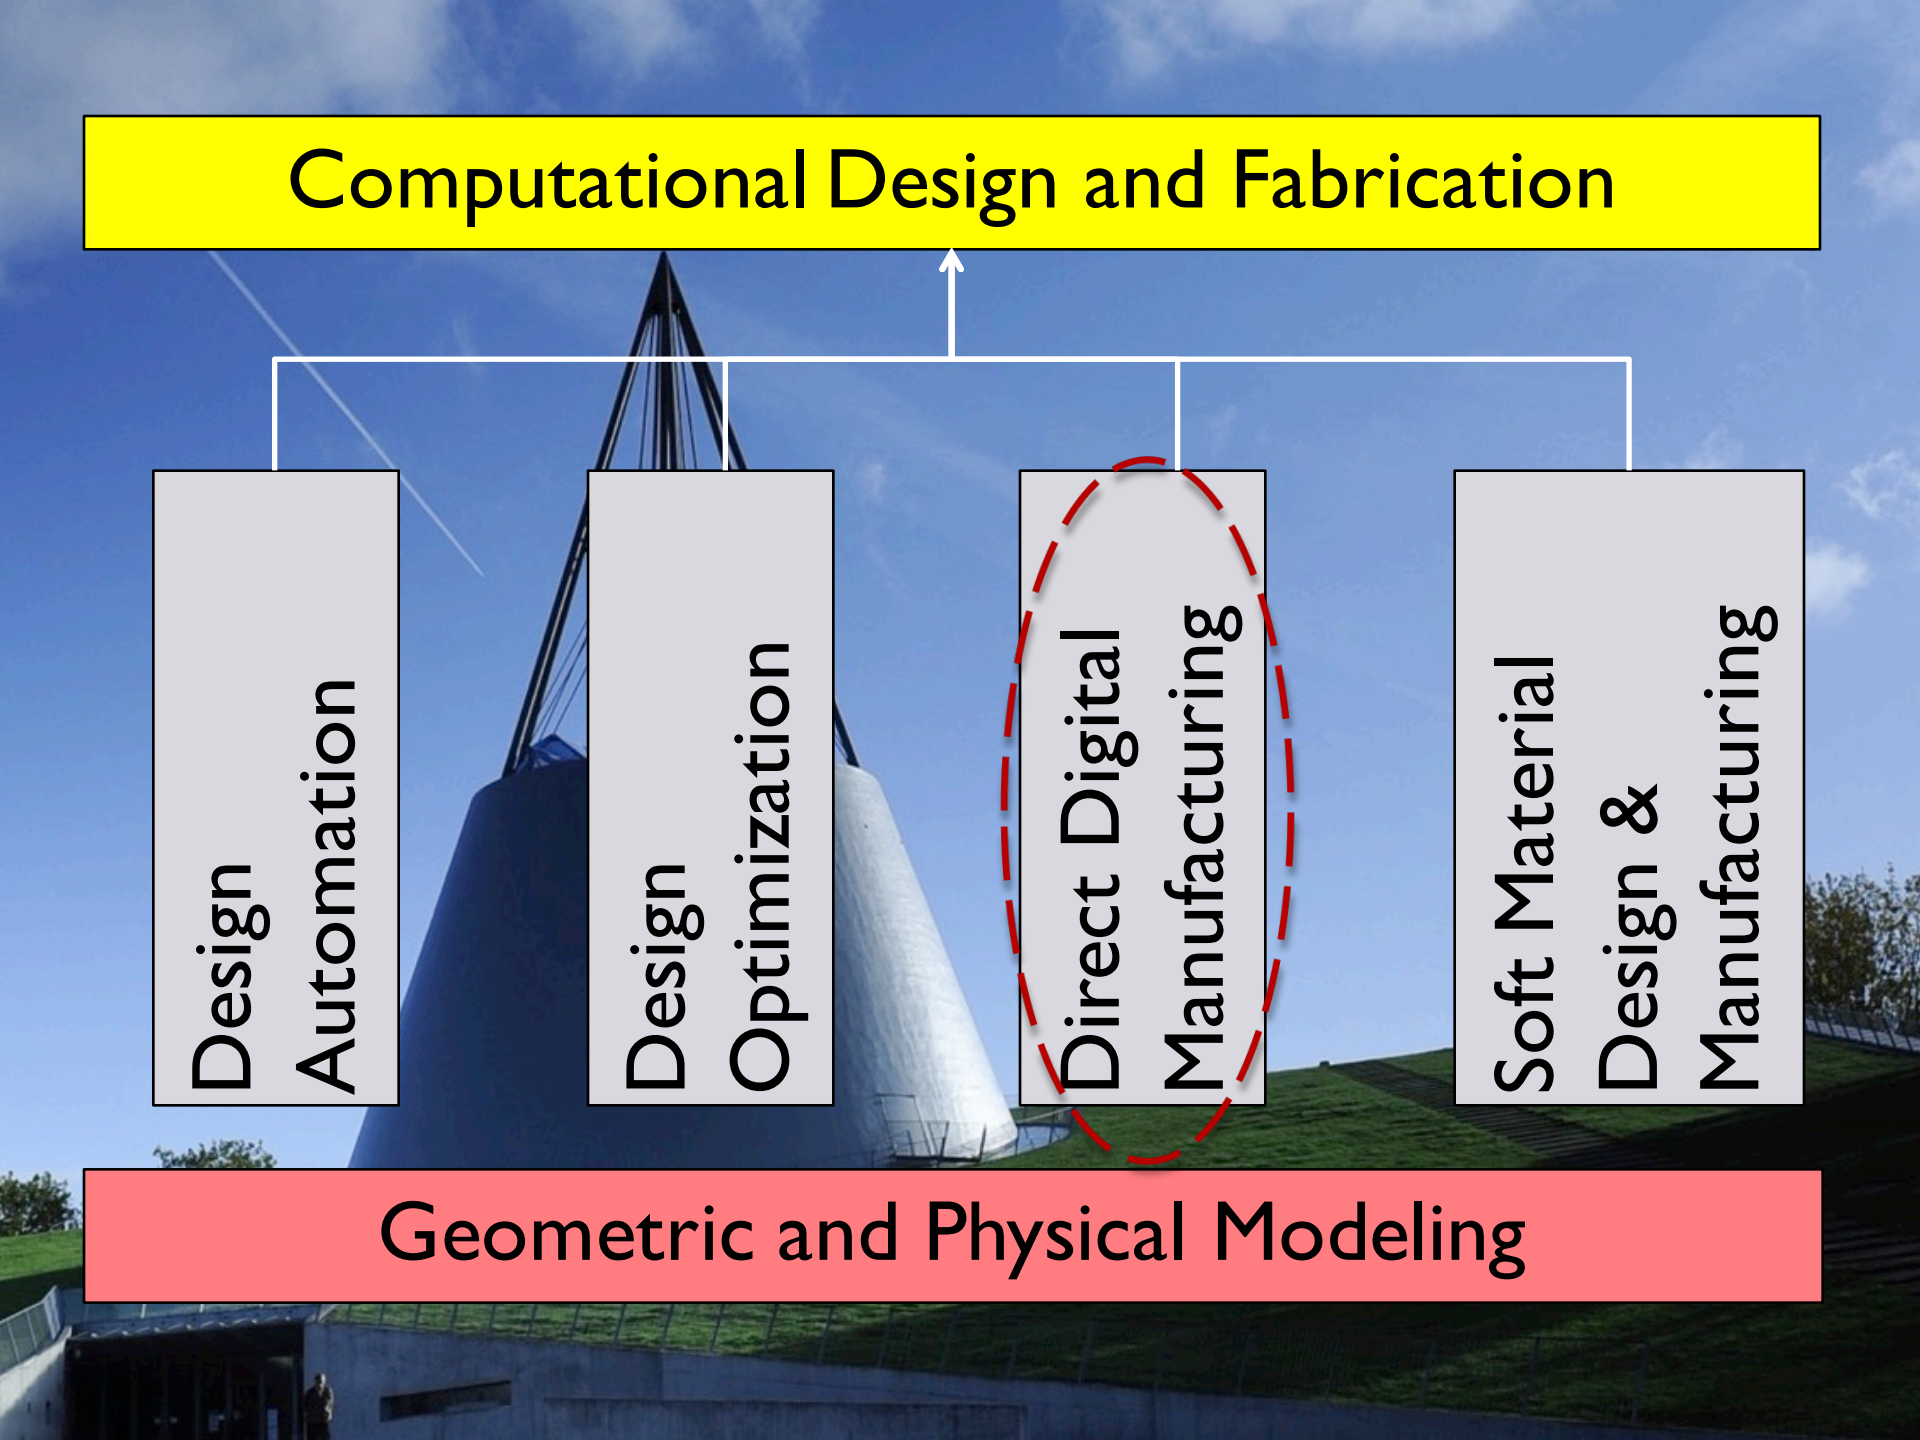 Computational Design and Fabrication
Design
Automation
Design
Optimization
Direct Digital
Manufacturing
Soft Material
Design &
Manufacturing
Geometric and Physical Modeling